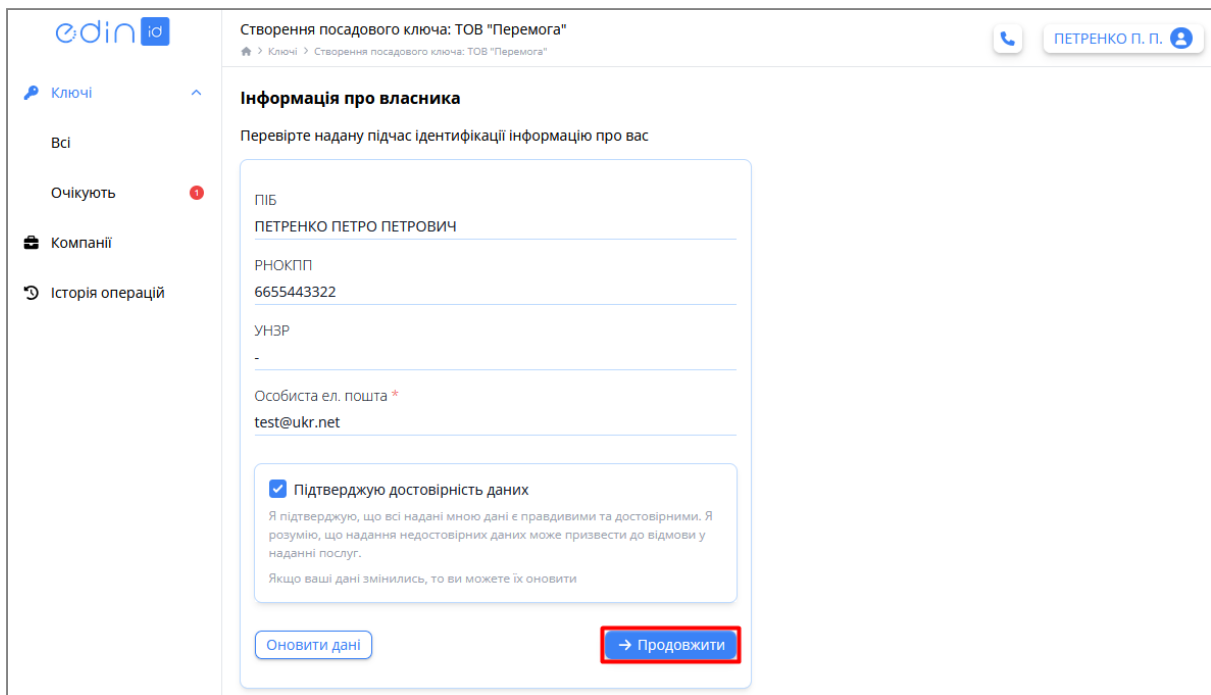 edin id
Створення посадового ключа: ТОВ "Перемога"
Ключі > Створення посадового ключа: ТОВ "Перемога"
ПЕТРЕНКО П. П.
Ключі
Всі
Очікують 1
Компанії
Історія операцій
Інформація про власника
Перевірте надану підчас ідентифікації інформацію про вас
ПІБ
ПЕТРЕНКО ПЕТРО ПЕТРОВИЧ
РНОКПП
6655443322
УНЗР
-
Особиста ел. пошта *
test@ukr.net
Підтверджую достовірність даних
Я підтверджую, що всі надані мною дані є правдивими та достовірними. Я
розумію, що надання недостовірних даних може призвести до відмови у
наданні послуг.
Якщо ваші дані змінились, то ви можете їх оновити
Оновити дані
→ Продовжити